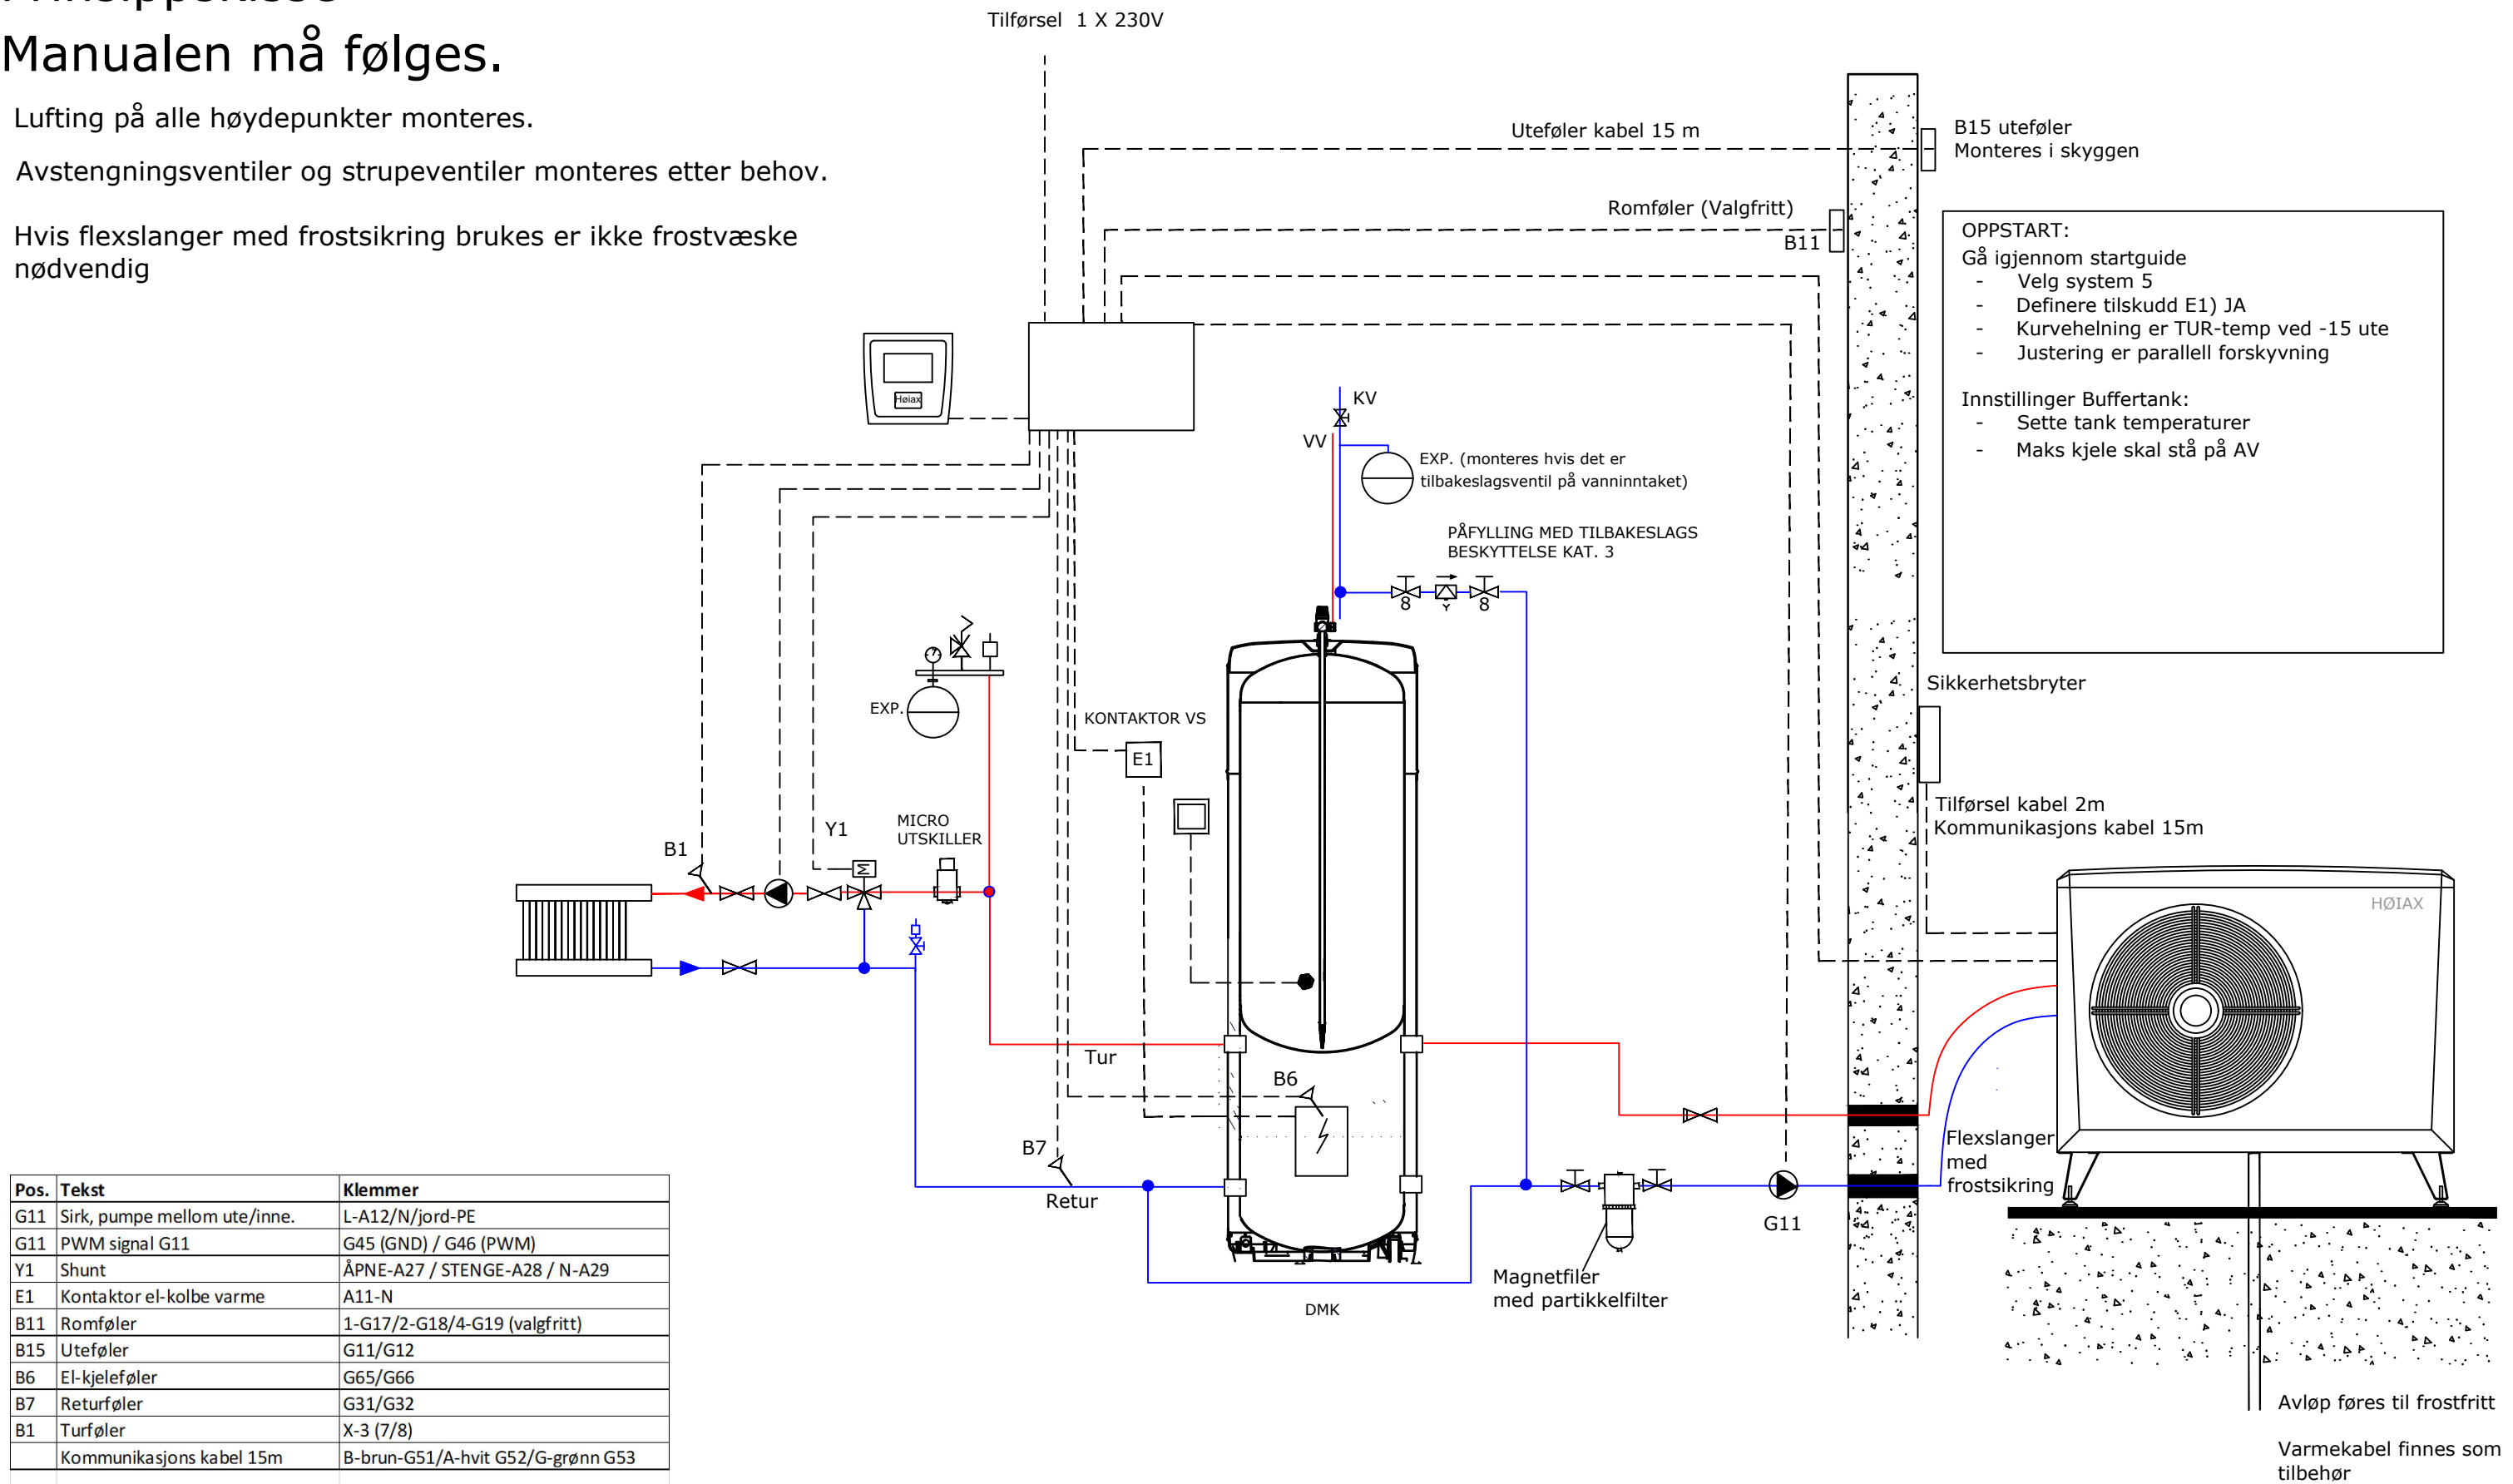 Manualen må følges.
Lufting på alle høydepunkter monteres.
Avstengningsventiler og strupeventiler monteres etter behov.
Hvis flexslanger med frostsikring brukes er ikke frostvæske
nødvendig
Tilførsel 1 X 230V
Uteføler kabel 15 m
B15 uteføler
Monteres i skyggen
Romføler (Valgfritt)
B11
OPPSTART:
Gå igjennom startguide
- Velg system 5
- Definere tilskudd E1) JA
- Kurvehelning er TUR-temp ved -15 ute
- Justering er parallell forskyvning
Innstillinger Buffertank:
- Sette tank temperaturer
- Maks kjele skal stå på AV
Høiax
KV
VV
EXP. (monteres hvis det er
tilbakeslagsventil på vanninntaket)
PÅFYLLING MED TILBAKESLAGS
BESKYTTELSE KAT. 3
8
8
EXP.
KONTAKTOR VS
E1
Sikkerhetsbryter
Tilførsel kabel 2m
Kommunikasjons kabel 15m
MICRO
UTSKILLER
Y1
B1
M
HØIAX
Tur
B6
B7
Retur
G11
Flexslanger
med
frostsikring
Magnetfiler
med partikkelfilter
DMK
Avløp føres til frostfritt
Varmekabel finnes som
tilbehør
Pos. Tekst Klemmer
G11 Sirk, pumpe mellom ute/inne. L-A12/N/jord-PE
G11 PWM signal G11 G45 (GND) / G46 (PWM)
Y1 Shunt ÅPNE-A27 / STENGE-A28 / N-A29
E1 Kontaktor el-kolbe varme A11-N
B11 Romføler 1-G17/2-G18/4-G19 (valgfritt)
B15 Uteføler G11/G12
B6 El-kjeleføler G65/G66
B7 Returføler G31/G32
B1 Turføler X-3 (7/8)
Kommunikasjons kabel 15m B-brun-G51/A-hvit G52/G-grønn G53